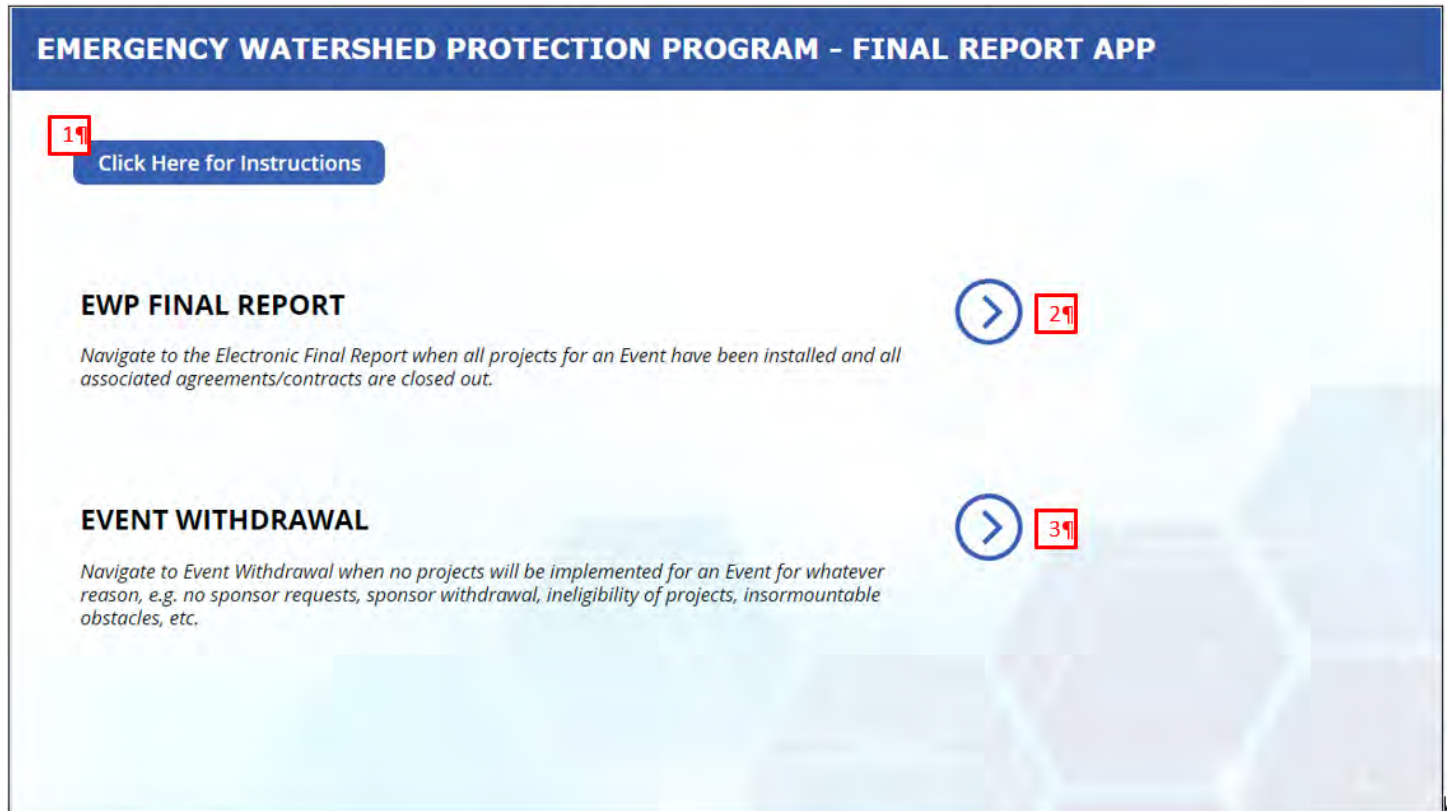 EMERGENCY WATERSHED PROTECTION PROGRAM - FINAL REPORT APP
1¶
Click Here for Instructions
EWP FINAL REPORT
2¶
Navigate to the Electronic Final Report when all projects for an Event have been installed and all
associated agreements/contracts are closed out.
EVENT WITHDRAWAL
3¶
Navigate to Event Withdrawal when no projects will be implemented for an Event for whatever
reason, e.g. no sponsor requests, sponsor withdrawal, ineligibility of projects, insormountable
obstacles, etc.